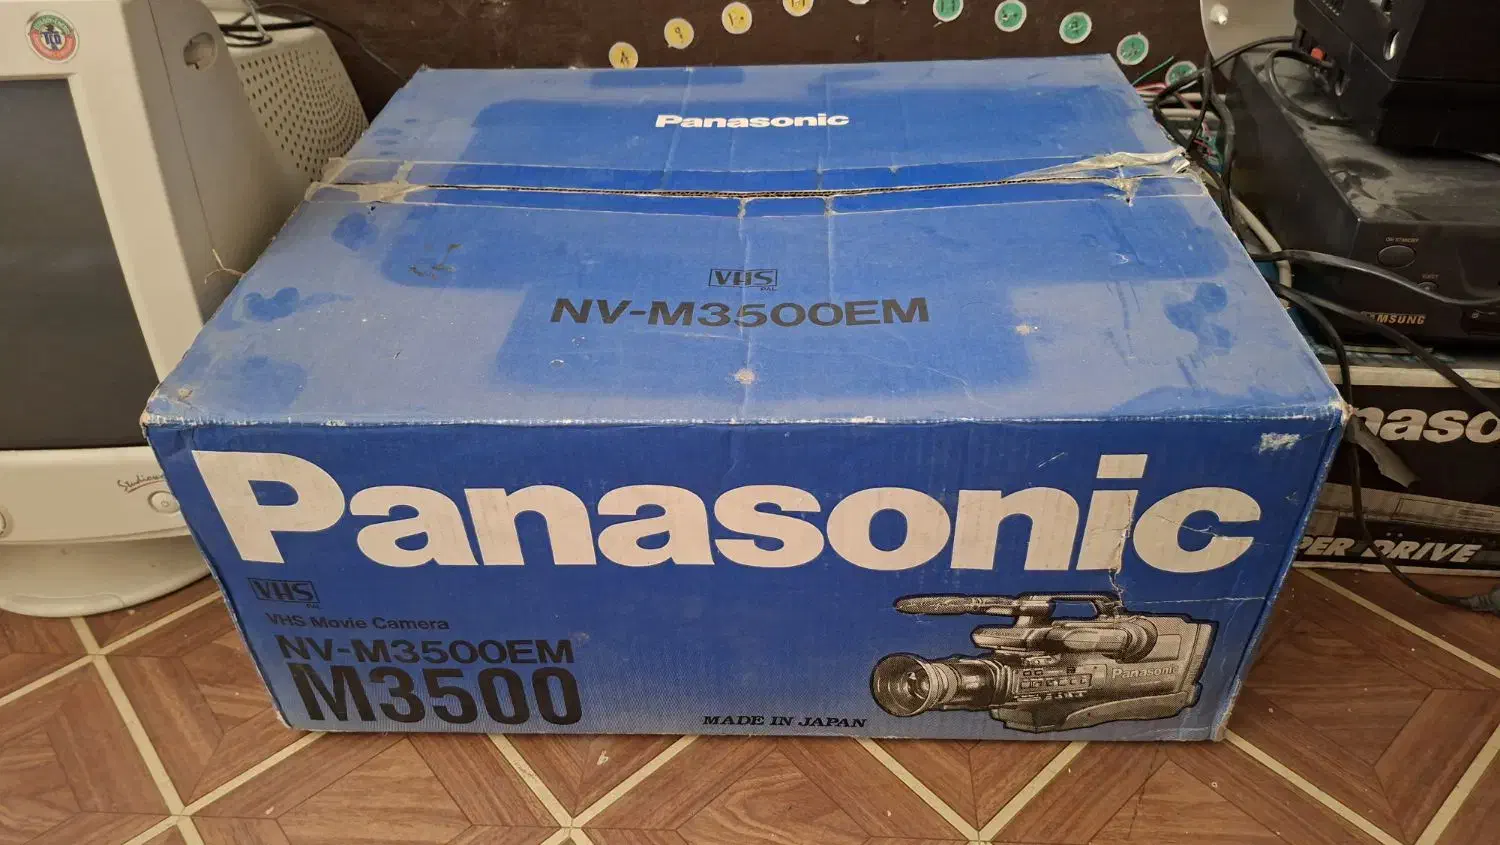 Panasonic
VHS
PAL
NV-M3500EM
Panasonic
VHS
PAL
VHS Movie Camera
NV-M3500EM
M3500
MADE IN JAPAN
Panasonic
SAMSUNG
naso
PER DRIVE